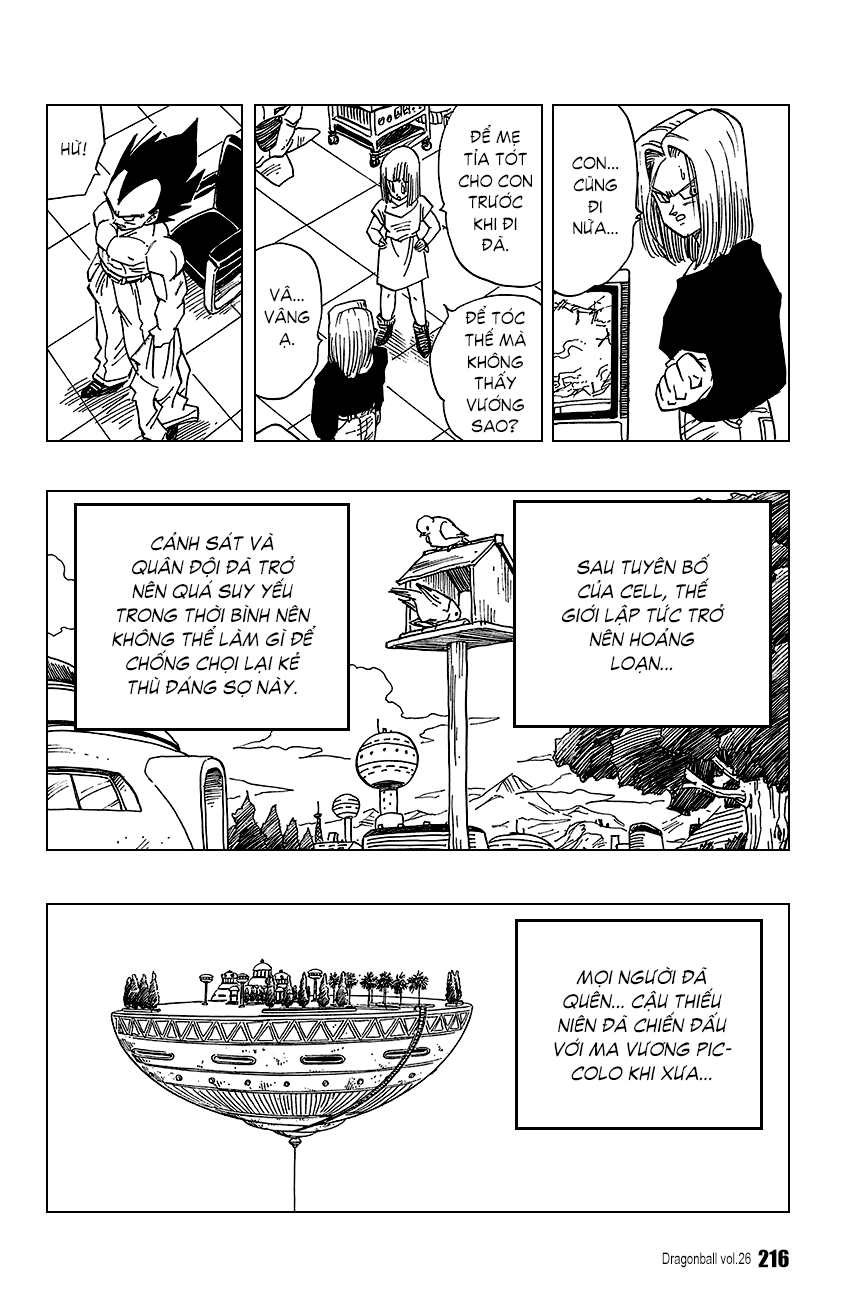 CON...
CŨNG
ĐI
NỮA...
ĐỂ MẸ
TỈA TÓT
CHO CON
TRƯỚC
KHI ĐI
ĐÃ.
ĐỂ TÓC
THẾ MÀ
KHÔNG
THẤY
VƯỚNG
SAO?
VÂ...
VÂNG
Ạ.
HỪ!
SAU TUYÊN BỐ
CỦA CELL, THẾ
GIỚI LẬP TỨC TRỞ
NÊN HOẢNG
LOẠN...
CẢNH SÁT VÀ
QUÂN ĐỘI ĐÃ TRỞ
NÊN QUÁ SUY YẾU
TRONG THỜI BÌNH NÊN
KHÔNG THỂ LÀM GÌ ĐỂ
CHỐNG CHỌI LẠI KẺ
THÙ ĐÁNG SỢ NÀY.
MỌI NGƯỜI ĐÃ
QUÊN... CẬU THIẾU
NIÊN ĐÃ CHIẾN ĐẤU
VỚI MA VƯƠNG PIC-
COLO KHI XƯA...
Dragonball vol.26 216